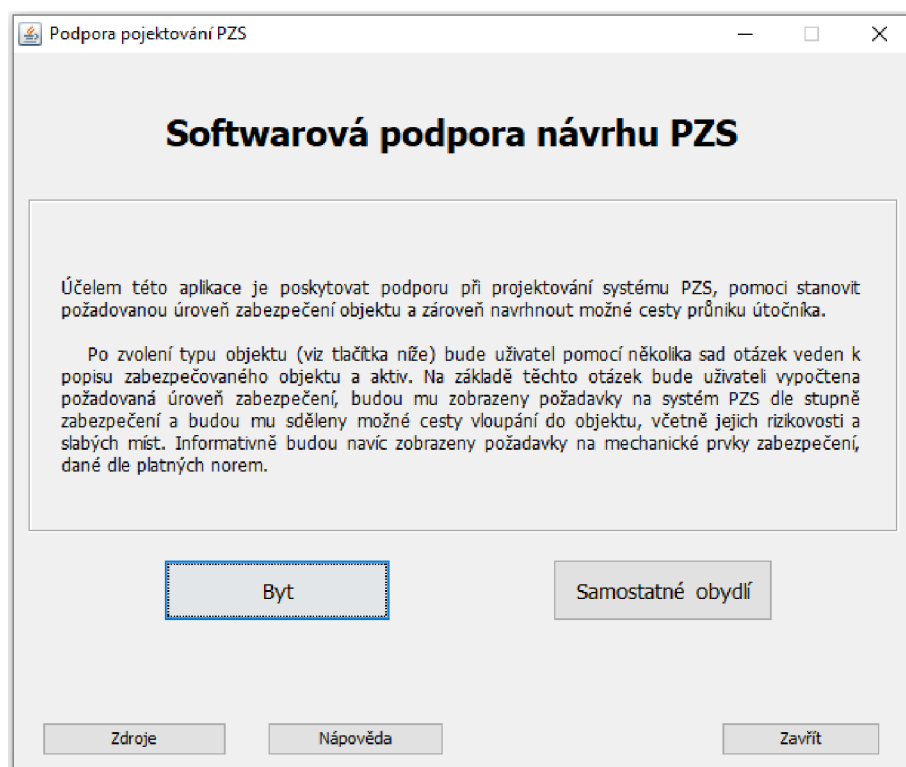 Podpora pojektování PZS
Softwarová podpora návrhu PZS
Účelem této aplikace je poskytovat podporu při projektování systému PZS, pomoci stanovit
požadovanou úroveň zabezpečení objektu a zároveň navrhnout možné cesty průniku útočníka.
Po zvolení typu objektu (viz tlačítka níže) bude uživatel pomocí několika sad otázek veden k
popisu zabezpečovaného objektu a aktiv. Na základě těchto otázek bude uživateli vypočtena
požadovaná úroveň zabezpečení, budou mu zobrazeny požadavky na systém PZS dle stupně
zabezpečení a budou mu sděleny možné cesty vloupání do objektu, včetně jejich rizikovosti a
slabých míst. Informativně budou navíc zobrazeny požadavky na mechanické prvky zabezpečení,
dané dle platných norem.
Byt
Samostatné obydlí
Zdroje
Nápověda
Zavřít